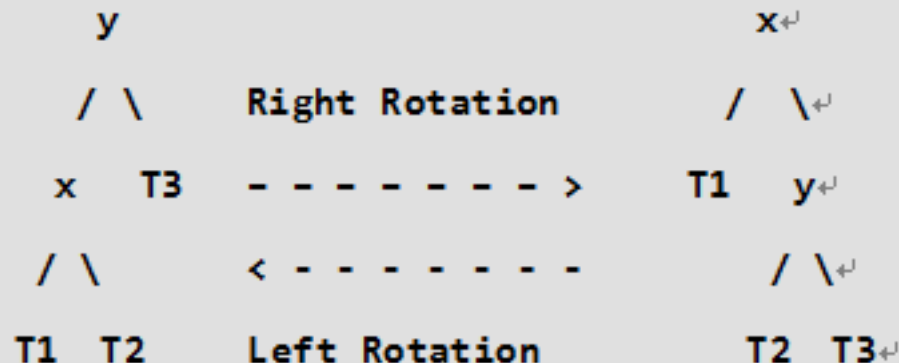 y x↵
/ \ Right Rotation / \↵
x T3 - - - - - - - > T1 y↵
/ \ < - - - - - - - / \↵
T1 T2 Left Rotation T2 T3↵